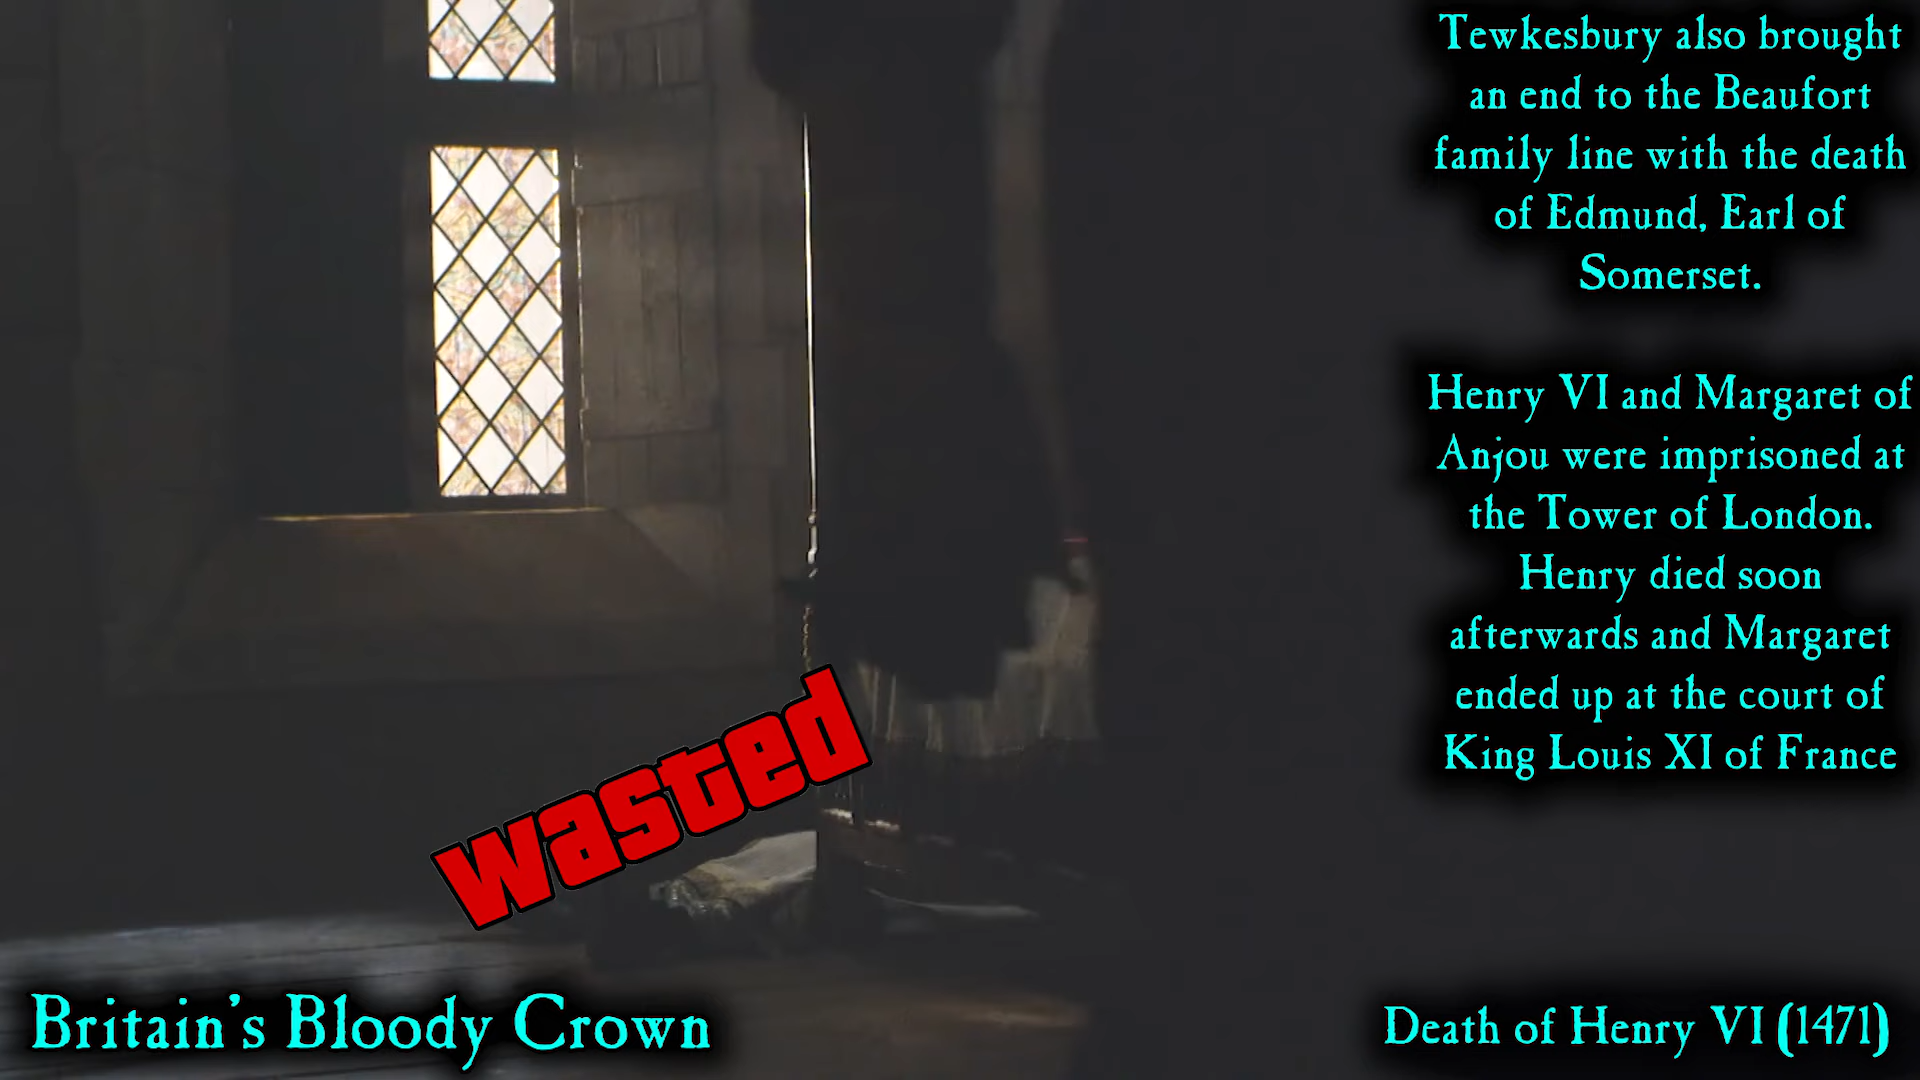 Tewkesbury also brought
an end to the Beaufort
family line with the death
of Edmund, Earl of
Somerset.
Henry VI and Margaret of
Anjou were imprisoned at
the Tower of London.
Henry died soon
afterwards and Margaret
ended up at the court of
King Louis XI of France
wasted
Britain's Bloody Crown
Death of Henry VI (1471)